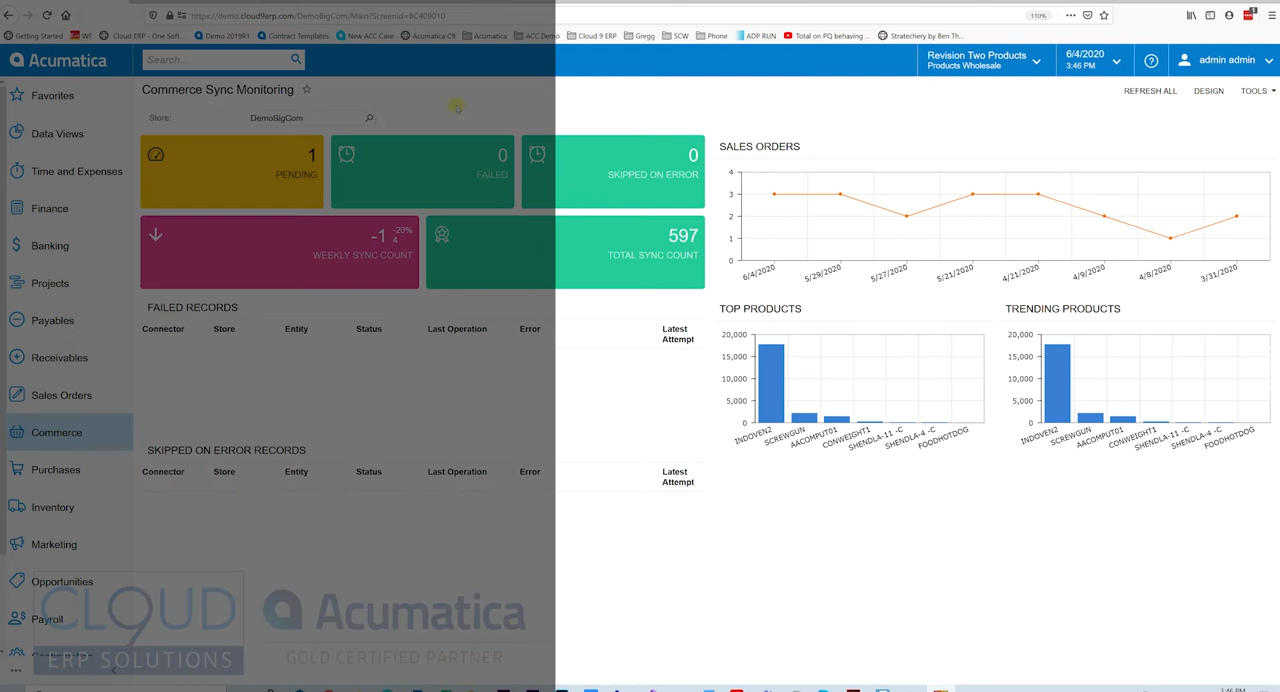 https://demo.cloud9erp.com/DemoBigCom/Main?ScreenId=BC409010
110%
Getting Started WF Cloud ERP - One Soft... Demo 2019R1 Contract Templates New ACC Case Acumatica C9 Acumatica ACC Demo Cloud 9 ERP Gregg SCW Phone ADP RUN Total on PQ behaving ... Stratechery by Ben Th...
Acumatica
Search...
Revision Two Products
Products Wholesale
6/4/2020
3:46 PM
admin admin
Commerce Sync Monitoring
REFRESH ALL DESIGN TOOLS
Store: DemoBigCom
Favorites
Data Views
Time and Expenses
Finance
Banking
Projects
Payables
Receivables
Sales Orders
Commerce
Purchases
Inventory
Marketing
Opportunities
Payroll
1
PENDING
0
FAILED
0
SKIPPED ON ERROR
-1 -20%
4
WEEKLY SYNC COUNT
597
TOTAL SYNC COUNT
FAILED RECORDS
Connector Store Entity Status Last Operation Error Latest Attempt
SKIPPED ON ERROR RECORDS
Connector Store Entity Status Last Operation Error Latest Attempt
SALES ORDERS
4
3
2
1
0
6/4/2020 5/29/2020 5/27/2020 5/21/2020 4/21/2020 4/9/2020 4/8/2020 3/31/2020
TOP PRODUCTS
20,000
15,000
10,000
5,000
0
INDOVEN2 SCREWGUN AACOMPUT01 CONWEIGHT1 SHENDLA-11 -C SHENDLA-4 -C FOODHOTDOG
TRENDING PRODUCTS
20,000
15,000
10,000
5,000
0
INDOVEN2 SCREWGUN AACOMPUT01 CONWEIGHT1 SHENDLA-11 -C SHENDLA-4 -C FOODHOTDOG
CLOUD
9
ERP SOLUTIONS
Acumatica
GOLD CERTIFIED PARTNER
3:46 PM